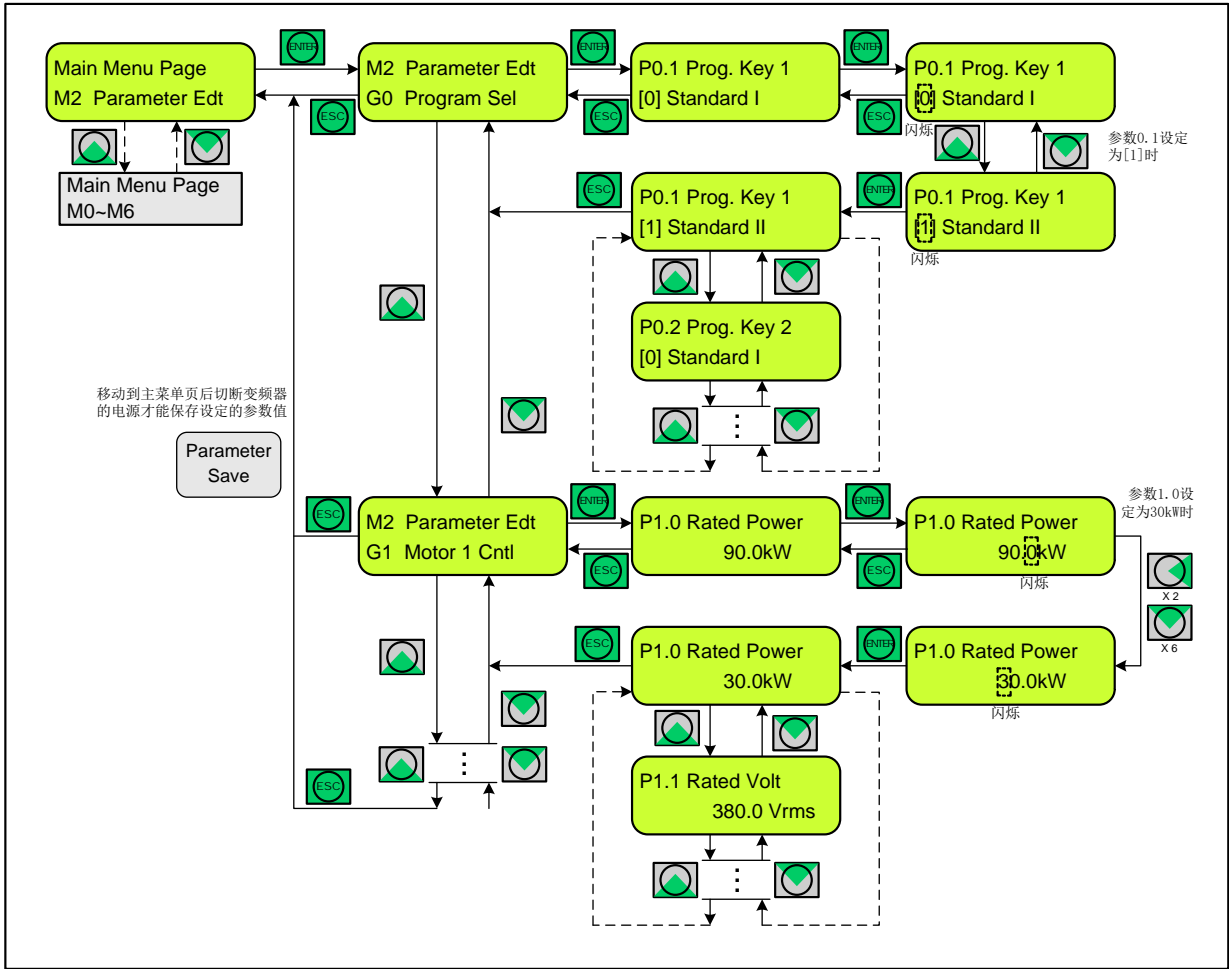 ENTER
ENTER
ENTER
Main Menu Page
M2 Parameter Edt
M2 Parameter Edt
G0 Program Sel
P0.1 Prog. Key 1
[0] Standard I
P0.1 Prog. Key 1
[0] Standard I
ESC
ESC
ESC
闪烁
参数0.1设定
为[1]时
Main Menu Page
M0~M6
ESC
ENTER
P0.1 Prog. Key 1
[1] Standard II
P0.1 Prog. Key 1
[1] Standard II
闪烁
P0.2 Prog. Key 2
[0] Standard I
移动到主菜单页后切断变频器
的电源才能保存设定的参数值
⋮
Parameter
Save
ESC
ENTER
ENTER
M2 Parameter Edt
G1 Motor 1 Cntl
P1.0 Rated Power
90.0kW
P1.0 Rated Power
90.0kW
参数1.0设
定为30kW时
ESC
ESC
闪烁
X 2
X 6
ESC
ENTER
P1.0 Rated Power
30.0kW
P1.0 Rated Power
30.0kW
闪烁
⋮
ESC
P1.1 Rated Volt
380.0 Vrms
⋮